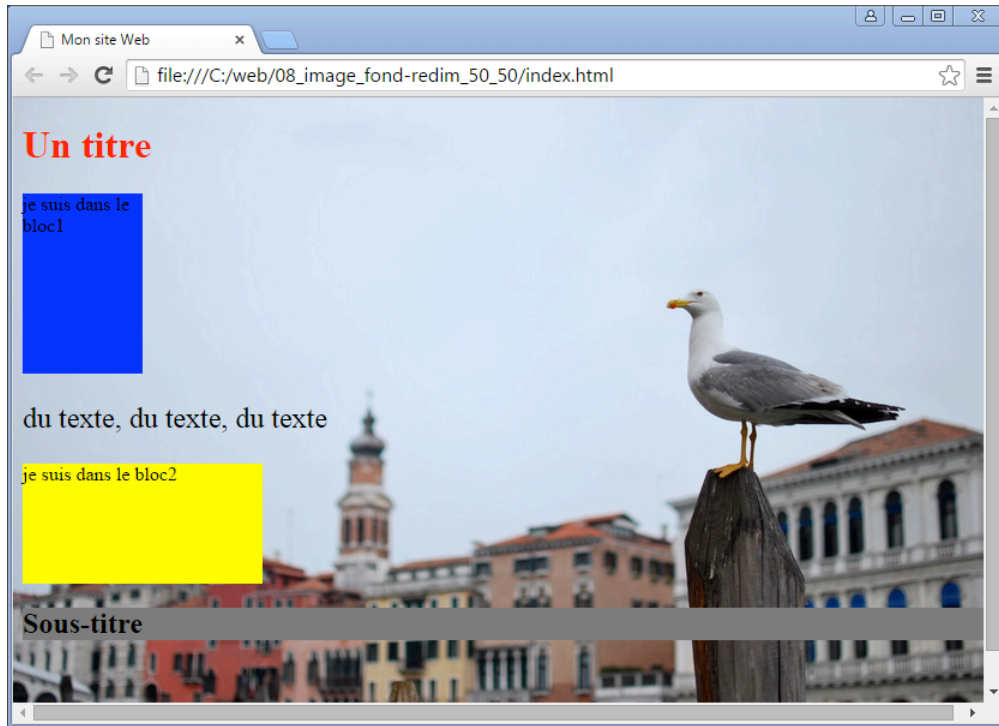 Mon site Web
file:///C:/web/08_image_fond-redim_50_50/index.html
Un titre
je suis dans le
bloc1
du texte, du texte, du texte
je suis dans le bloc2
Sous-titre